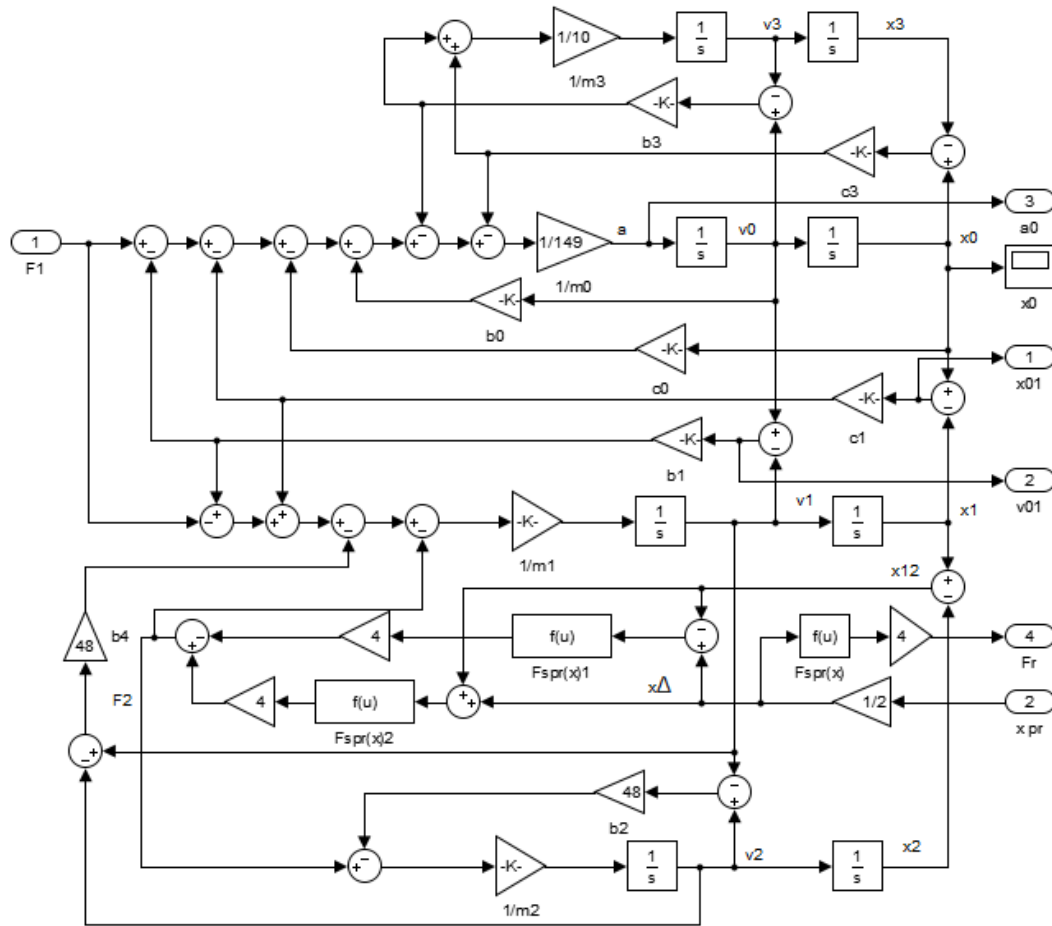 v3
x3
1/10
1
s
1
s
1/m3
-K-
b3
-K-
c3
3
a0
1
F1
1/149
a
1
s
v0
1
s
x0
x0
1/m0
-K-
b0
-K-
1
x01
c0
-K-
c1
-K-
b1
2
v01
-K-
1/m1
1
s
v1
1
s
x1
x12
48
b4
4
f(u)
Fspr(x)1
f(u)
Fspr(x)
4
4
Fr
F2
4
f(u)
Fspr(x)2
xΔ
1/2
2
x pr
48
b2
-K-
1/m2
1
s
v2
1
s
x2